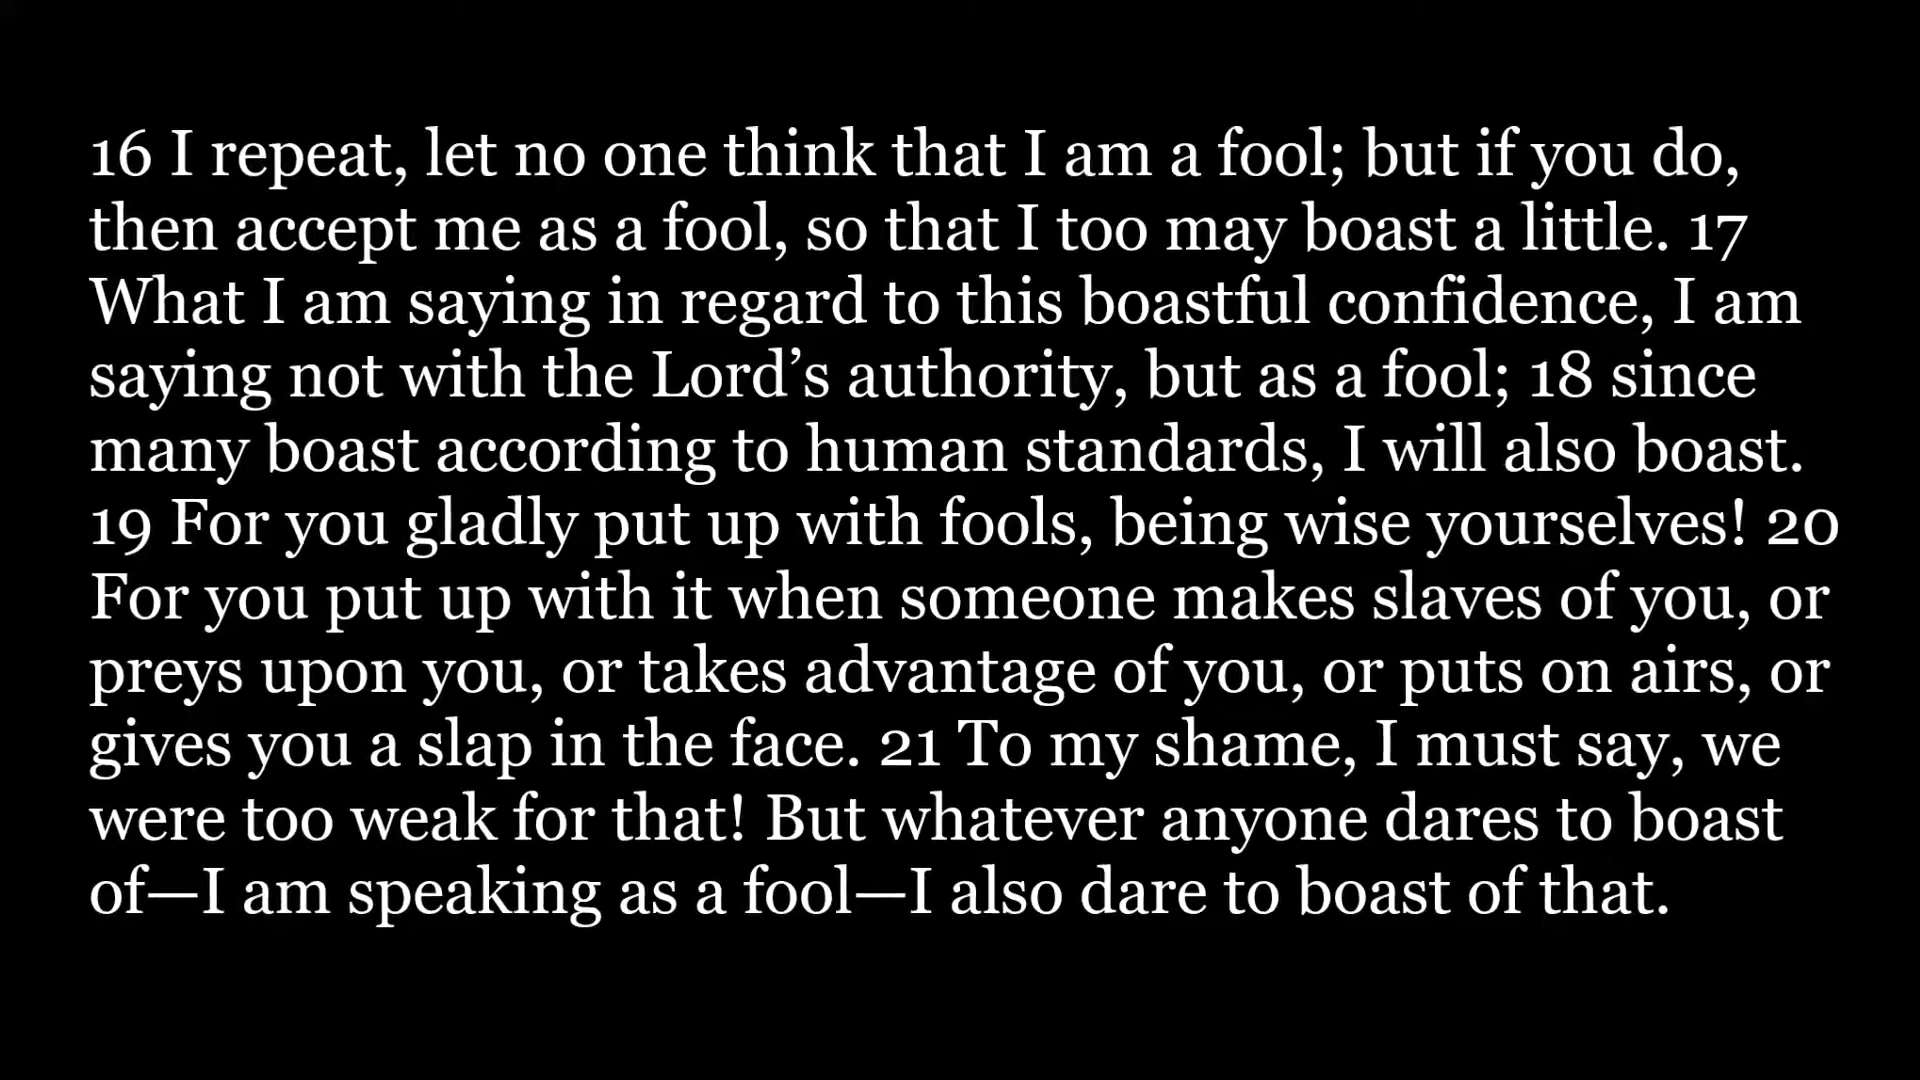 16 I repeat, let no one think that I am a fool; but if you do,
then accept me as a fool, so that I too may boast a little. 17
What I am saying in regard to this boastful confidence, I am
saying not with the Lord’s authority, but as a fool; 18 since
many boast according to human standards, I will also boast.
19 For you gladly put up with fools, being wise yourselves! 20
For you put up with it when someone makes slaves of you, or
preys upon you, or takes advantage of you, or puts on airs, or
gives you a slap in the face. 21 To my shame, I must say, we
were too weak for that! But whatever anyone dares to boast
of—I am speaking as a fool—I also dare to boast of that.